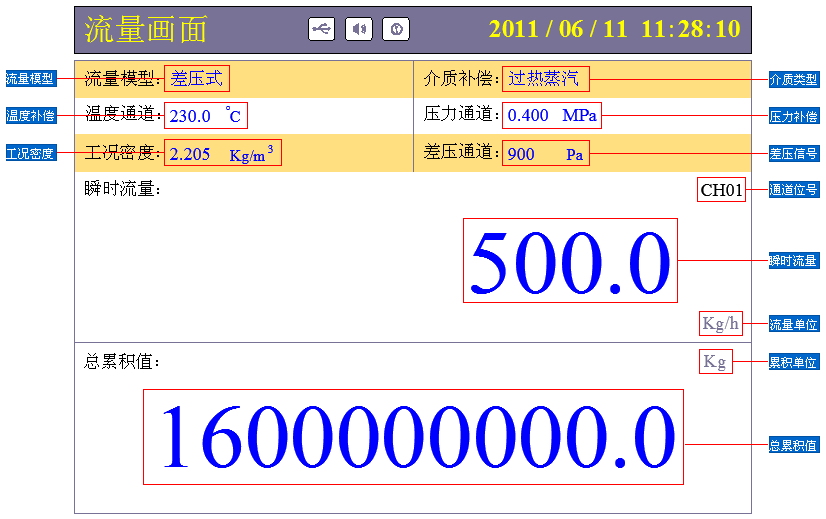 流量画面 2011 / 06 / 11 11:28:10
流量模型 流量模型: 差压式 介质补偿: 过热蒸汽 介质类型
温度补偿 温度通道: 230.0 ℃ 压力通道: 0.400 MPa 压力补偿
工况密度 工况密度: 2.205 Kg/m³ 差压通道: 900 Pa 差压信号
瞬时流量: CH01 通道位号
500.0 瞬时流量
Kg/h 流量单位
总累积值: Kg 累积单位
1600000000.0 总累积值